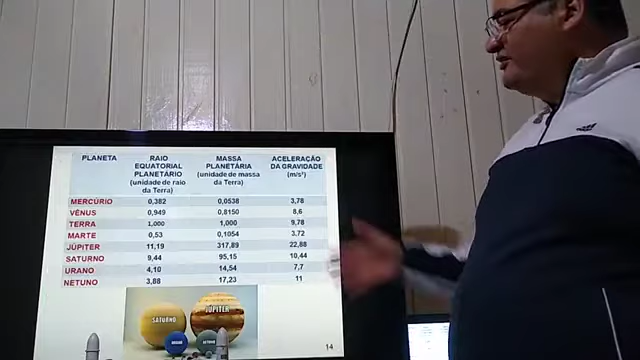 PLANETA RAIO EQUATORIAL PLANETÁRIO (unidade de raio da Terra) MASSA PLANETÁRIA (unidade de massa da Terra) ACELERAÇÃO DA GRAVIDADE (m/s²)
MERCÚRIO 0,382 0,0538 3,78
VÊNUS 0,949 0,8150 8,6
TERRA 1,000 1,000 9,78
MARTE 0,53 0,1054 3,72
JÚPITER 11,19 317,89 22,88
SATURNO 9,44 95,15 10,44
URANO 4,10 14,54 7,7
NETUNO 3,88 17,23 11
SATURNO JÚPITER
14